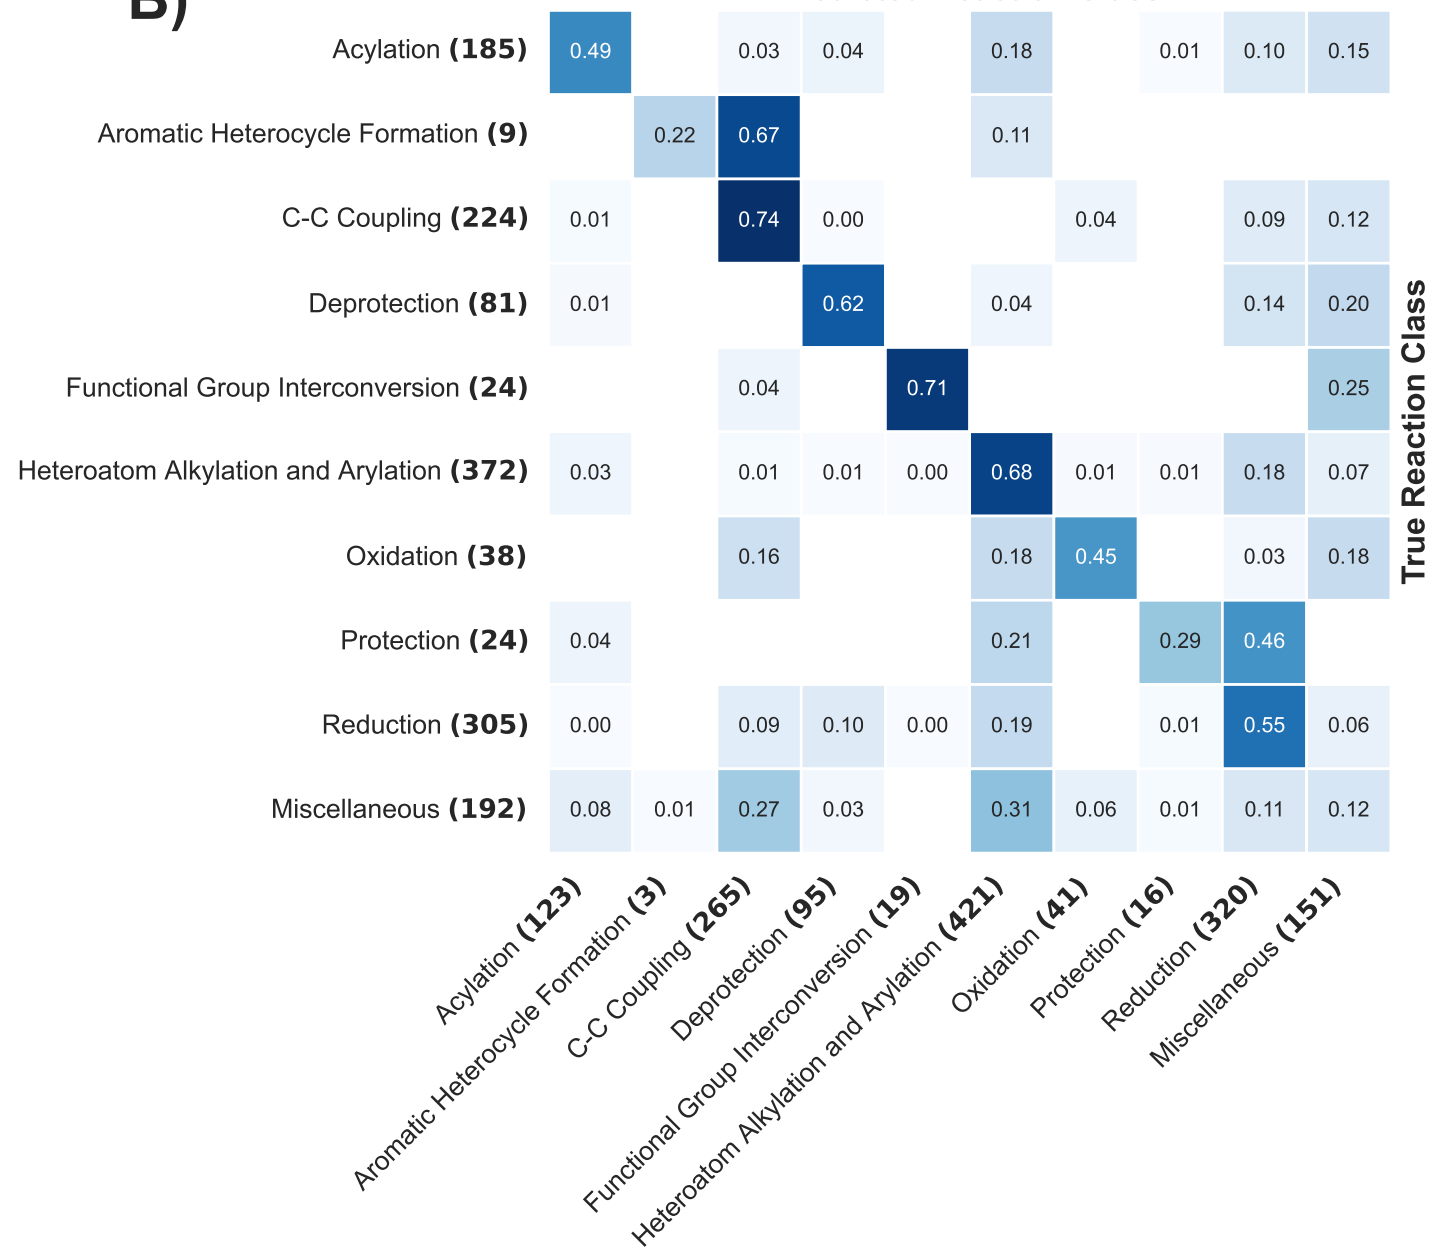 B)
Acylation (185) 0.49 0.03 0.04 0.18 0.01 0.10 0.15
Aromatic Heterocycle Formation (9) 0.22 0.67 0.11
C-C Coupling (224) 0.01 0.74 0.00 0.04 0.09 0.12
Deprotection (81) 0.01 0.62 0.04 0.14 0.20
Functional Group Interconversion (24) 0.04 0.71 0.25
Heteroatom Alkylation and Arylation (372) 0.03 0.01 0.01 0.00 0.68 0.01 0.01 0.18 0.07
Oxidation (38) 0.16 0.18 0.45 0.03 0.18
Protection (24) 0.04 0.21 0.29 0.46
Reduction (305) 0.00 0.09 0.10 0.00 0.19 0.01 0.55 0.06
Miscellaneous (192) 0.08 0.01 0.27 0.03 0.31 0.06 0.01 0.11 0.12
True Reaction Class
Acylation (123)
Aromatic Heterocycle Formation (3)
C-C Coupling (265)
Deprotection (95)
Functional Group Interconversion (19)
Heteroatom Alkylation and Arylation (421)
Oxidation (41)
Protection (16)
Reduction (320)
Miscellaneous (151)